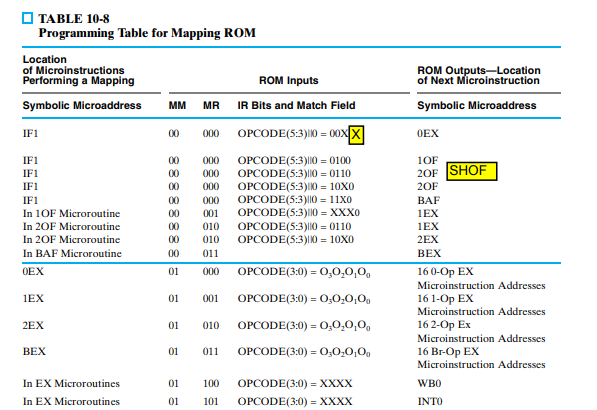 TABLE 10-8
Programming Table for Mapping ROM
Location
of Microinstructions
Performing a Mapping
ROM Inputs
ROM Outputs—Location
of Next Microinstruction
Symbolic Microaddress MM MR IR Bits and Match Field Symbolic Microaddress
IF1 00 000 OPCODE(5:3)||0 = 00XX 0EX
IF1 00 000 OPCODE(5:3)||0 = 0100 1OF
IF1 00 000 OPCODE(5:3)||0 = 0110 2OF SHOF
IF1 00 000 OPCODE(5:3)||0 = 10X0 2OF
IF1 00 000 OPCODE(5:3)||0 = 11X0 BAF
In 1OF Microroutine 00 001 OPCODE(5:3)||0 = XXX0 1EX
In 2OF Microroutine 00 010 OPCODE(5:3)||0 = 0110 1EX
In 2OF Microroutine 00 010 OPCODE(5:3)||0 = 10X0 2EX
In BAF Microroutine 00 011 BEX
0EX 01 000 OPCODE(3:0) = O₃O₂O₁O₀ 16 0-Op EX
Microinstruction Addresses
1EX 01 001 OPCODE(3:0) = O₃O₂O₁O₀ 16 1-Op EX
Microinstruction Addresses
2EX 01 010 OPCODE(3:0) = O₃O₂O₁O₀ 16 2-Op Ex
Microinstruction Addresses
BEX 01 011 OPCODE(3:0) = O₃O₂O₁O₀ 16 Br-Op EX
Microinstruction Addresses
In EX Microroutines 01 100 OPCODE(3:0) = XXXX WB0
In EX Microroutines 01 101 OPCODE(3:0) = XXXX INT0